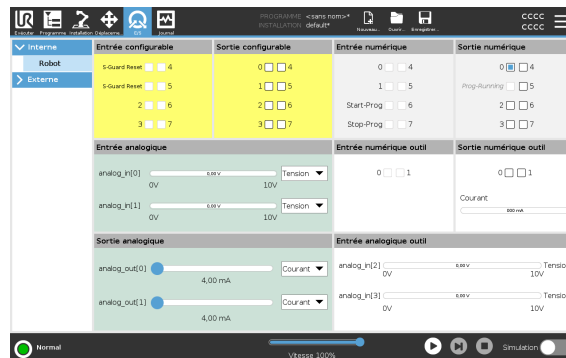 PROGRAMME <sans nom>*
INSTALLATION default*
CCCC
CCCC
Exécuter Programme Installation Déplaceme... E/S Journal
Nouveau... Ouvrir... Enregistrer...
Interne
Robot
Externe
Entrée configurable
S-Guard Reset 4
S-Guard Reset 5
2 6
3 7
Sortie configurable
0 4
1 5
2 6
3 7
Entrée numérique
0 4
1 5
Start-Prog 6
Stop-Prog 7
Sortie numérique
0 4
Prog-Running 5
2 6
3 7
Entrée analogique
analog_in[0] 0,00 V Tension
0V 10V
analog_in[1] 0,00 V Tension
0V 10V
Entrée numérique outil
0 1
Sortie numérique outil
0 1
Courant
000 mA
Sortie analogique
analog_out[0] Courant
4,00 mA
analog_out[1] Courant
4,00 mA
Entrée analogique outil
analog_in[2] 0,00 V Tensio
0V 10V
analog_in[3] 0,00 V Tensio
0V 10V
Normal
Vitesse 100%
Simulation